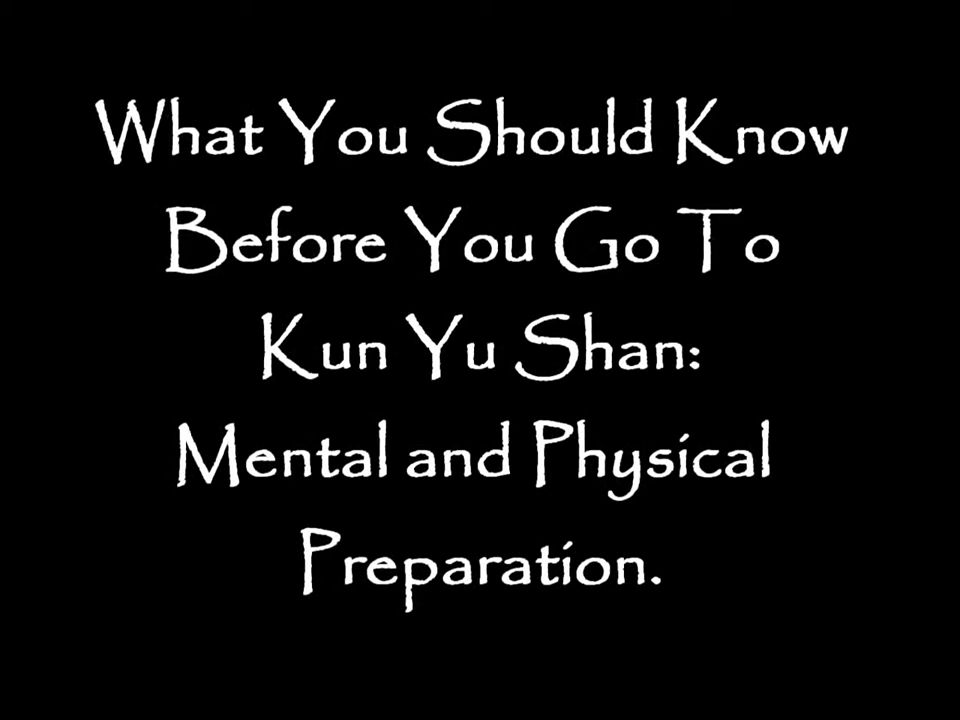 What You Should Know
Before You Go To
Kun Yu Shan:
Mental and Physical
Preparation.